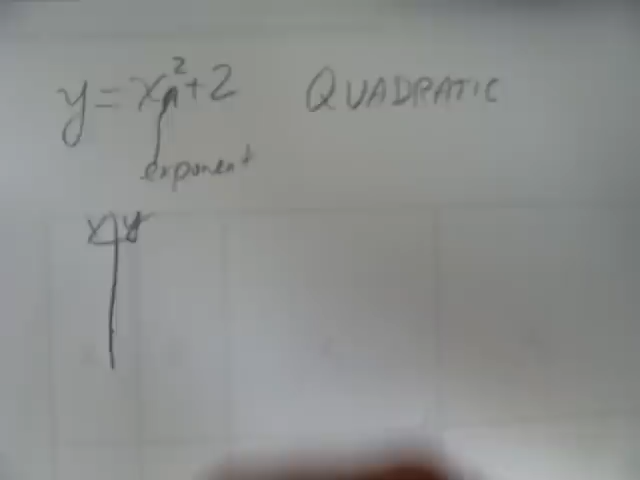 y = x²+2 QUADRATIC
exponent
x y